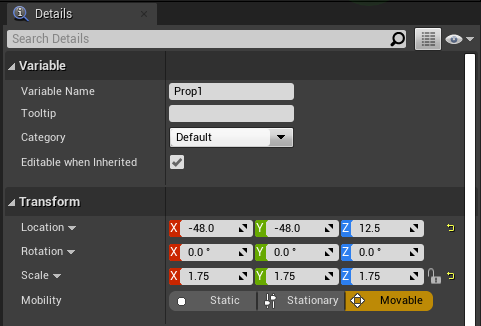 Details
Search Details
Variable
Variable Name Prop1
Tooltip
Category Default
Editable when Inherited
Transform
Location X -48.0 Y -48.0 Z 12.5
Rotation X 0.0 ° Y 0.0 ° Z 0.0 °
Scale X 1.75 Y 1.75 Z 1.75
Mobility Static Stationary Movable